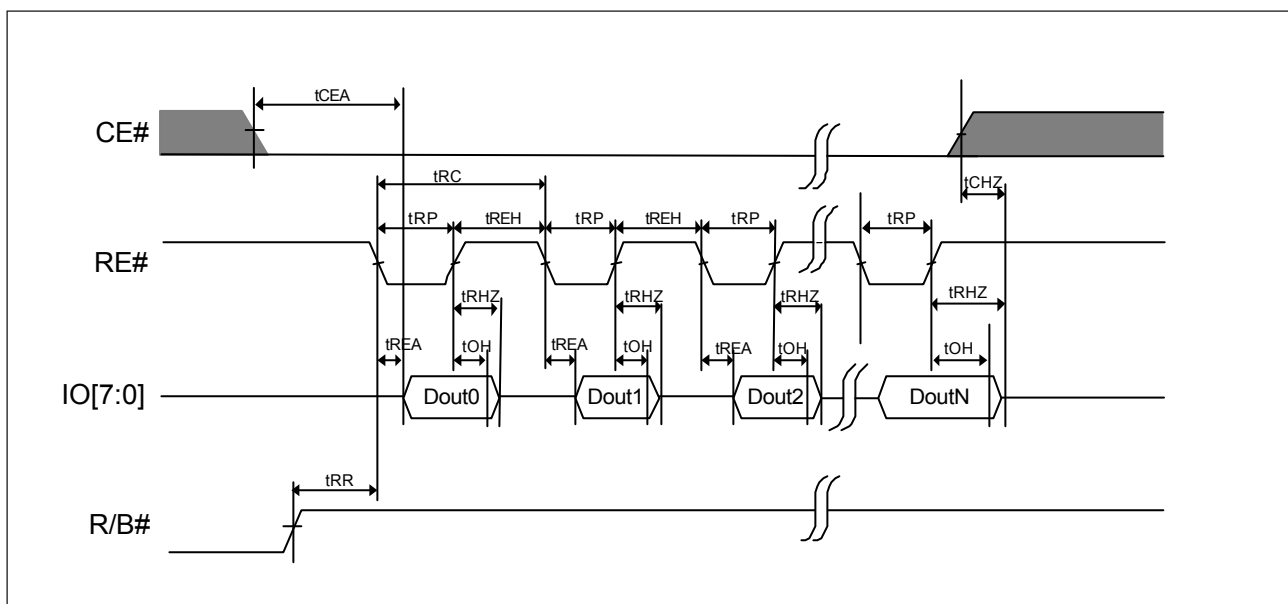 tCEA
CE#
tCHZ
tRC
tRP tREH tRP tREH tRP tRP
RE#
tRHZ tRHZ tRHZ tRHZ
tREA tOH tREA tOH tREA tOH tOH
IO[7:0] Dout0 Dout1 Dout2 DoutN
tRR
R/B#